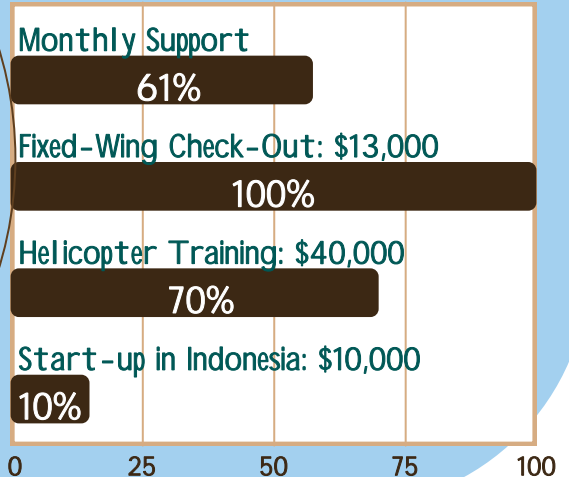 Monthly Support
61%
Fixed-Wing Check-Out: $13,000
100%
Helicopter Training: $40,000
70%
Start-up in Indonesia: $10,000
10%
0 25 50 75 100